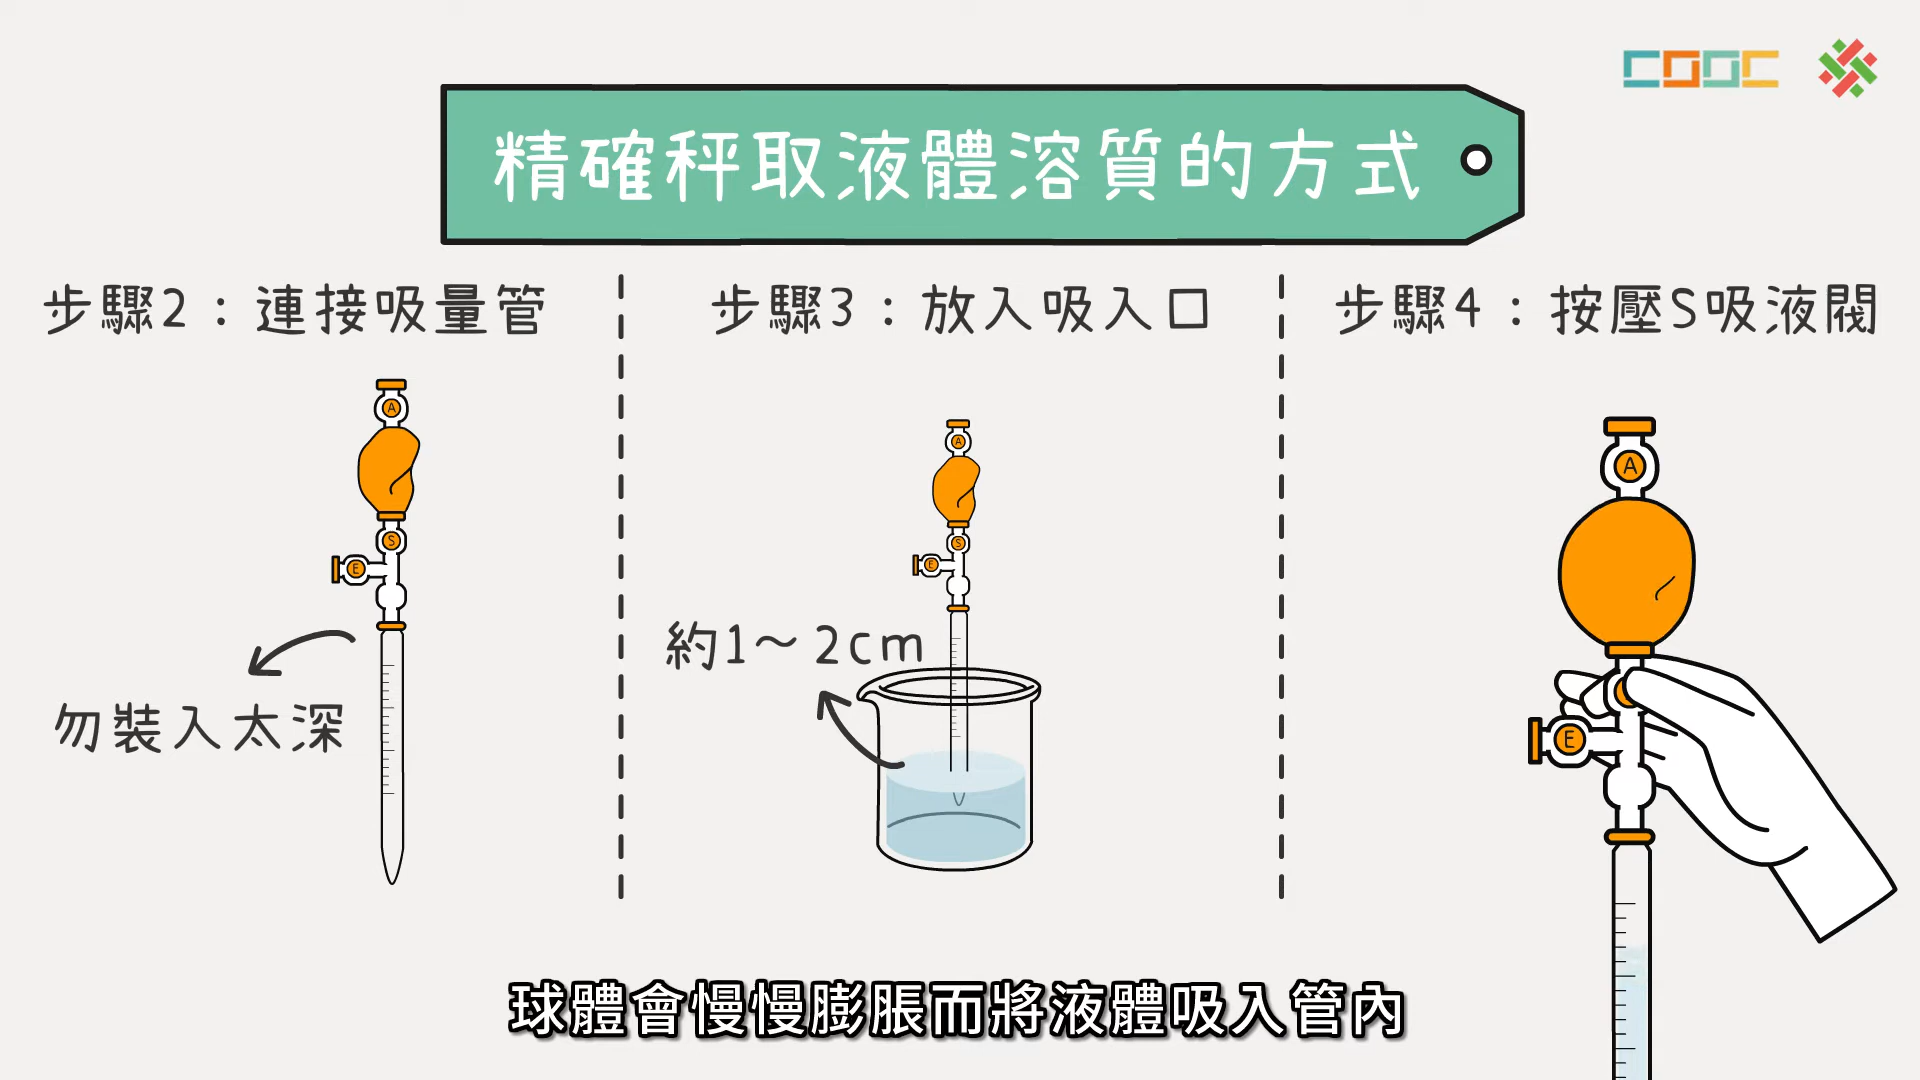 COOC
精確秤取液體溶質的方式
步驟2：連接吸量管
A
S
E
勿裝入太深
步驟3：放入吸入口
A
S
E
約1～2cm
步驟4：按壓S吸液閥
A
E
球體會慢慢膨脹而將液體吸入管內